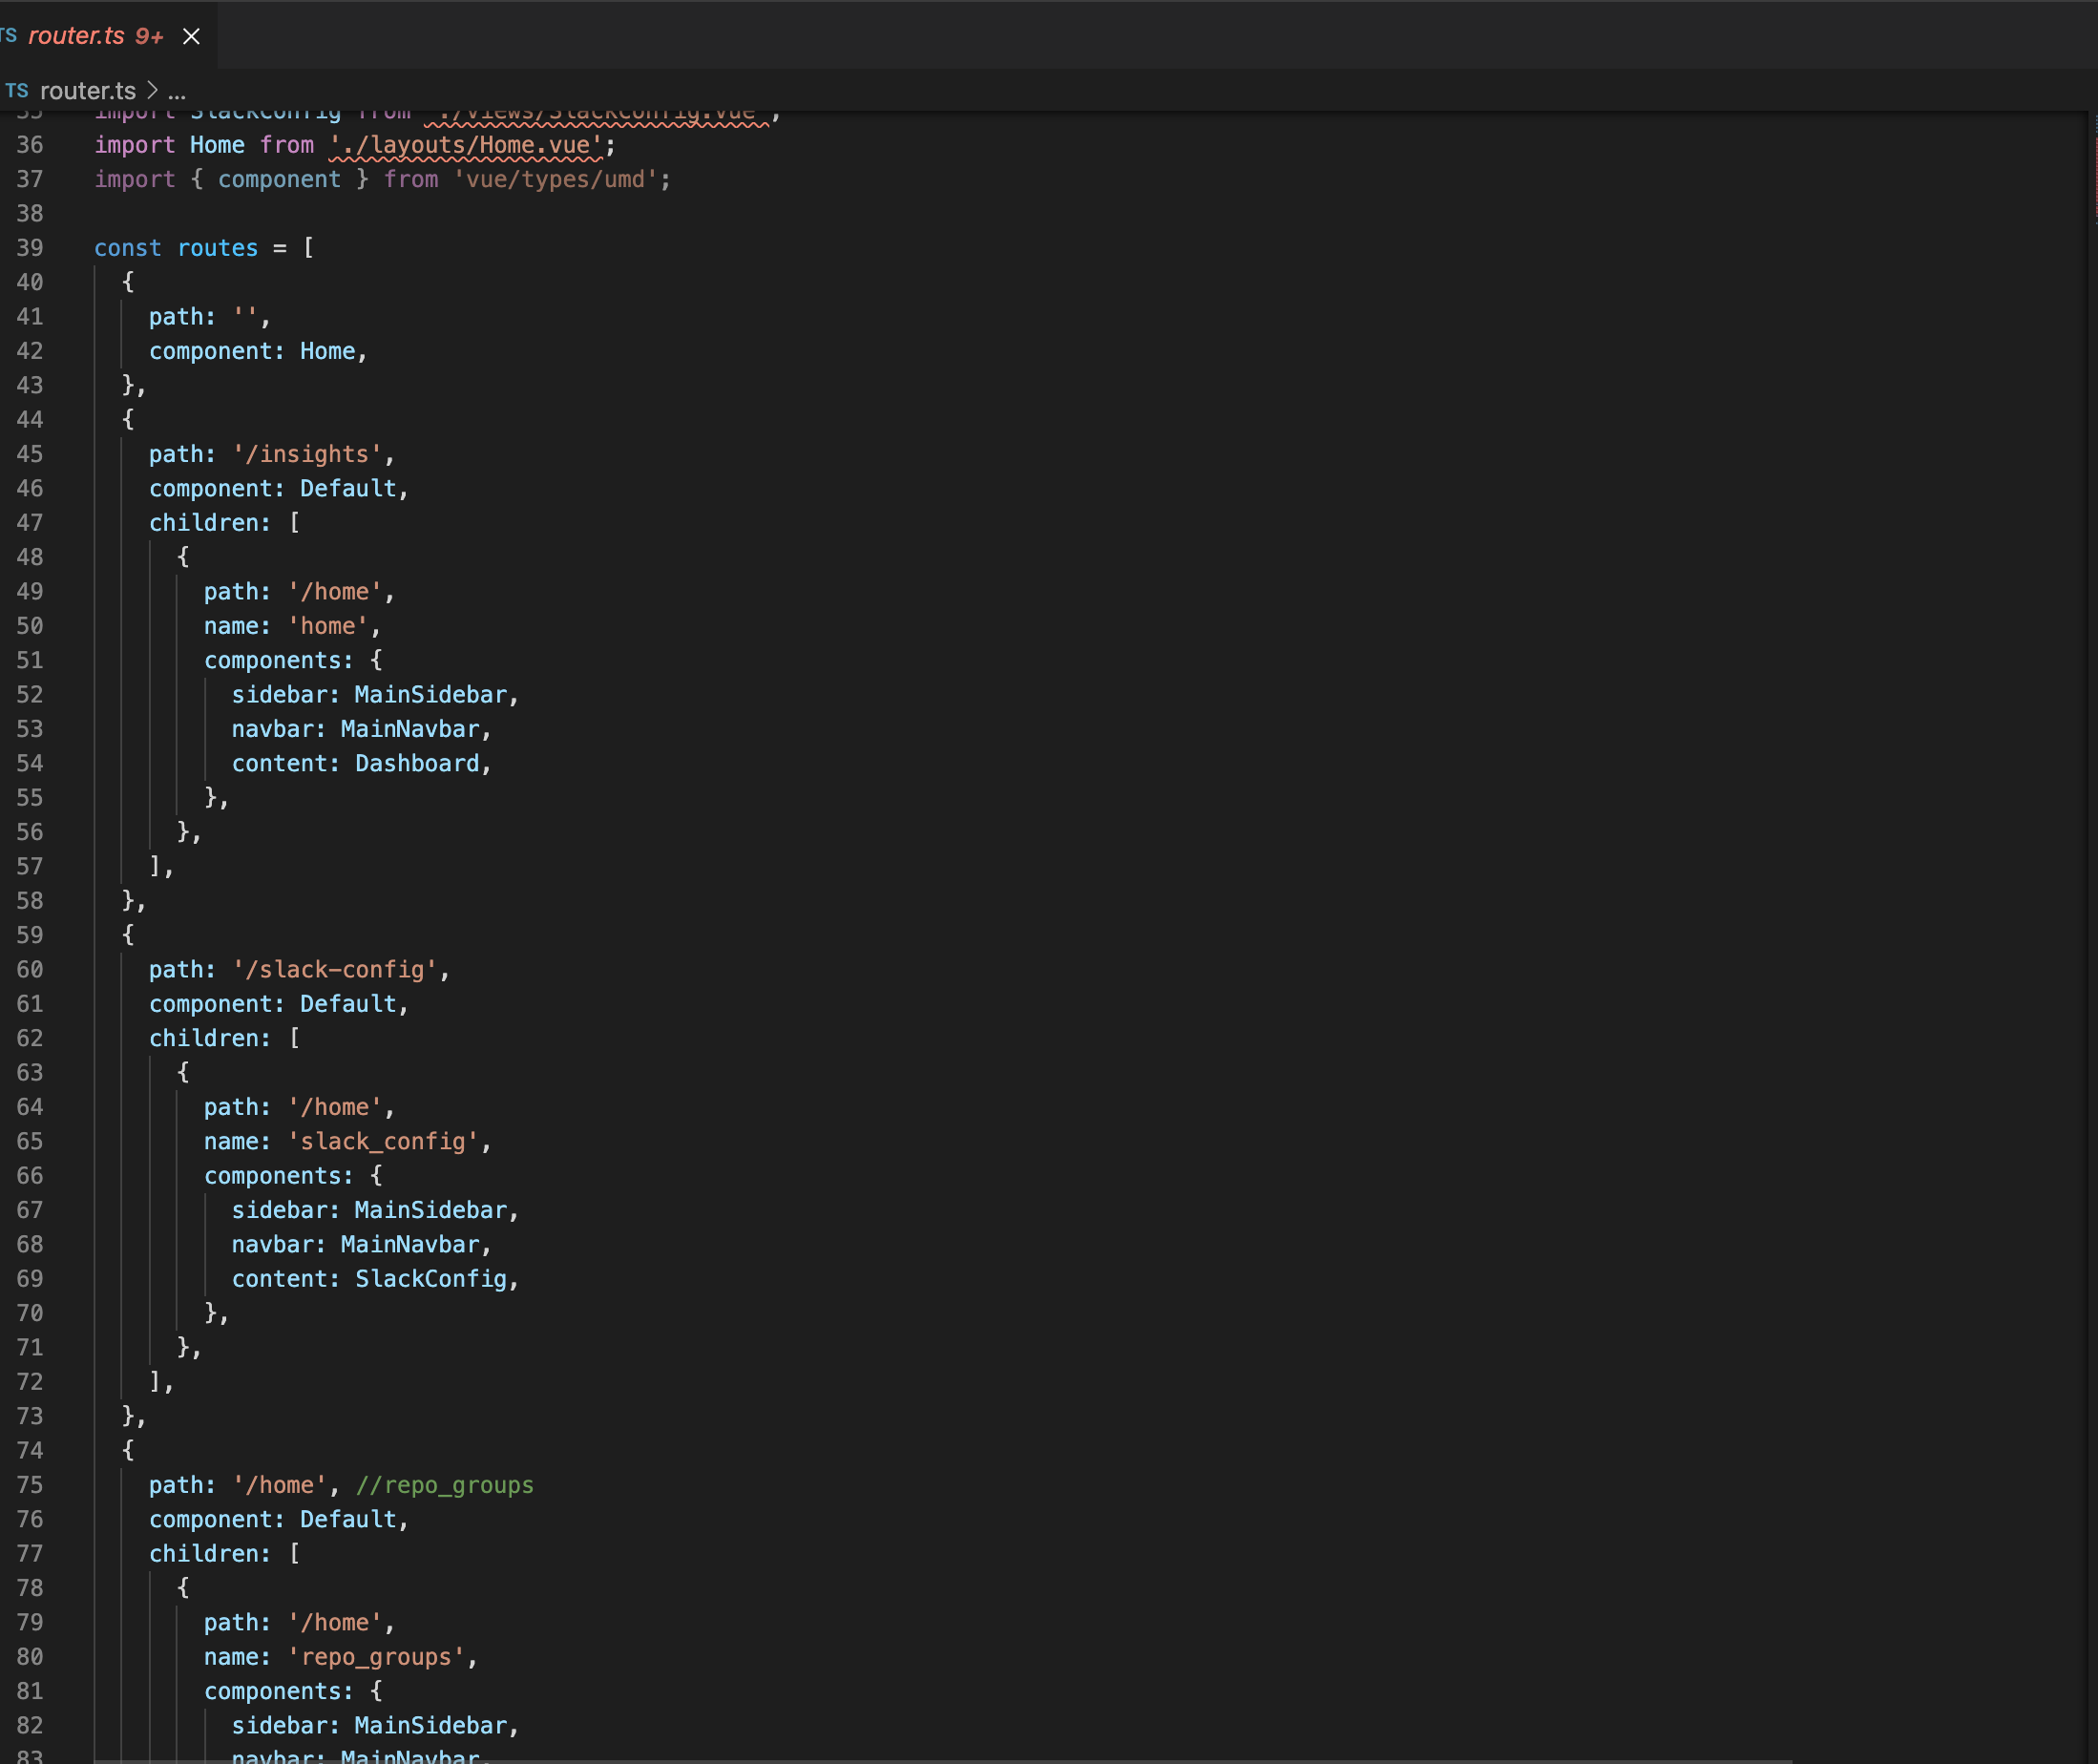 TS router.ts 9+
TS router.ts > ...
35 import SlackConfig from './views/SlackConfig.vue';
36 import Home from './layouts/Home.vue';
37 import { component } from 'vue/types/umd';
38
39 const routes = [
40 {
41 path: '',
42 component: Home,
43 },
44 {
45 path: '/insights',
46 component: Default,
47 children: [
48 {
49 path: '/home',
50 name: 'home',
51 components: {
52 sidebar: MainSidebar,
53 navbar: MainNavbar,
54 content: Dashboard,
55 },
56 },
57 ],
58 },
59 {
60 path: '/slack-config',
61 component: Default,
62 children: [
63 {
64 path: '/home',
65 name: 'slack_config',
66 components: {
67 sidebar: MainSidebar,
68 navbar: MainNavbar,
69 content: SlackConfig,
70 },
71 },
72 ],
73 },
74 {
75 path: '/home', //repo_groups
76 component: Default,
77 children: [
78 {
79 path: '/home',
80 name: 'repo_groups',
81 components: {
82 sidebar: MainSidebar,
83 navbar: MainNavbar,